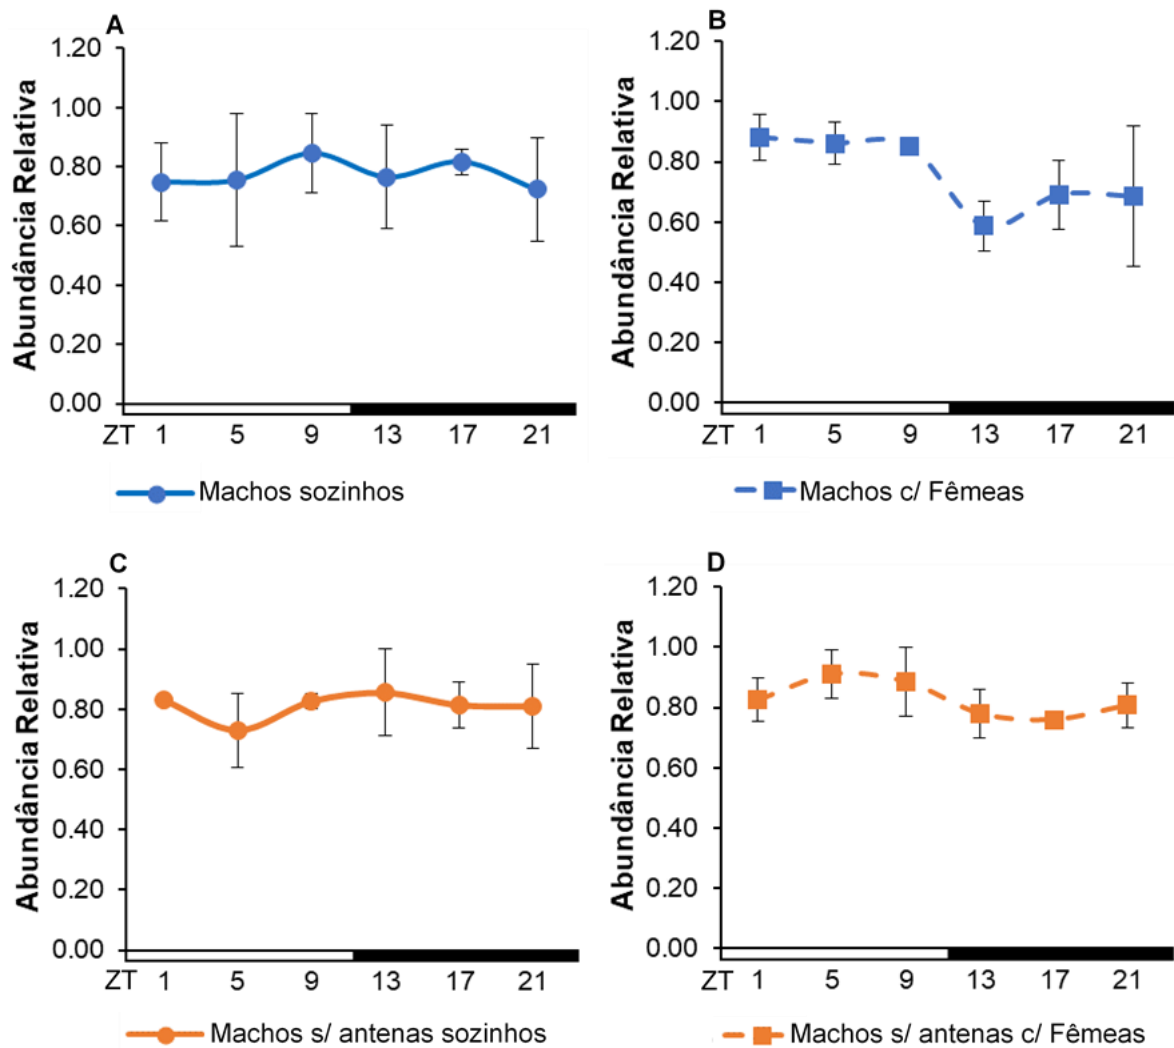 A
Abundância Relativa
1.20
1.00
0.80
0.60
0.40
0.20
0.00
ZT 1 5 9 13 17 21
Machos sozinhos
B
Abundância Relativa
1.20
1.00
0.80
0.60
0.40
0.20
0.00
ZT 1 5 9 13 17 21
Machos c/ Fêmeas
C
Abundância Relativa
1.20
1.00
0.80
0.60
0.40
0.20
0.00
ZT 1 5 9 13 17 21
Machos s/ antenas sozinhos
D
Abundância Relativa
1.20
1.00
0.80
0.60
0.40
0.20
0.00
ZT 1 5 9 13 17 21
Machos s/ antenas c/ Fêmeas